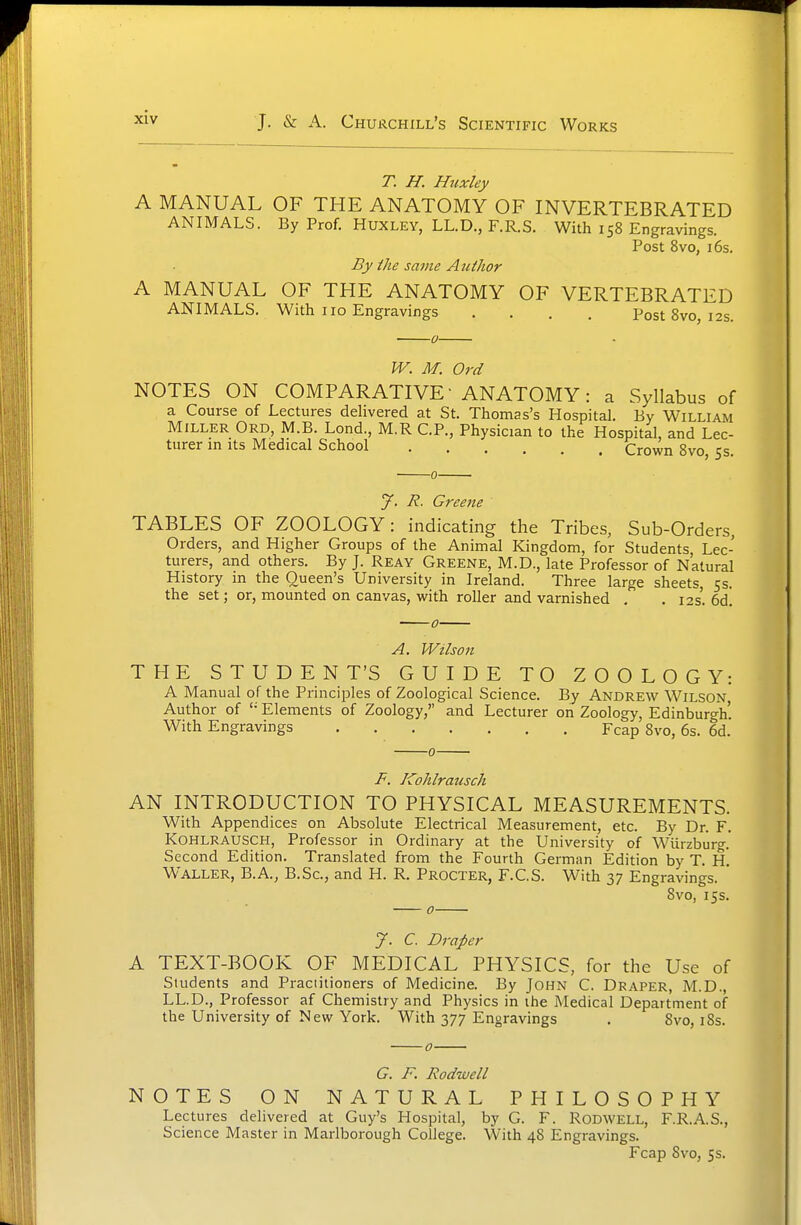 xiv J. & A. Churchill's Scientific Works
T. H. Huxley
A MANUAL OF THE ANATOMY OF INVERTEBRATED
ANIMALS. By Prof. Huxley, LL.D., F.R.S. With 158 Engravings.
Post 8vo, 16s.
By the same Author
A MANUAL OF THE ANATOMY OF VERTEBRATED
ANIMALS. With 110 Engravings . . . . Post 8vo, 12s.
—o—
W. M. Ord
NOTES ON COMPARATIVE ANATOMY: a Syllabus of
a Course of Lectures delivered at St. Thomas's Hospital. By William
Miller Ord, M.B. Lond., M.R C.P., Physician to the Hospital, and Lec-
turer in its Medical School . . . . . . Crown 8vo, 5s.
—o—
J. R. Greene
TABLES OF ZOOLOGY: indicating the Tribes, Sub-Orders,
Orders, and Higher Groups of the Animal Kingdom, for Students, Lec-
turers, and others. By J. Reay Greene, M.D., late Professor of Natural
History in the Queen's University in Ireland. Three large sheets, 5s.
the set; or, mounted on canvas, with roller and varnished . . 12s. 6d.
—o—
A. Wilson
THE STUDENT'S GUIDE TO ZOOLOGY:
A Manual of the Principles of Zoological Science. By Andrew Wilson,
Author of "Elements of Zoology," and Lecturer on Zoology, Edinburgh.
With Engravings . . . . . . . Fcap 8vo, 6s. 6d.
—o—
F. Kohlrausch
AN INTRODUCTION TO PHYSICAL MEASUREMENTS.
With Appendices on Absolute Electrical Measurement, etc. By Dr. F.
Kohlrausch, Professor in Ordinary at the University of Würzburg.
Second Edition. Translated from the Fourth German Edition by T. H.
Waller, B.A., B.Sc., and H. R. Procter, F.C.S. With 37 Engravings.
8vo, 15s.
—o—
J. C. Draper
A TEXT-BOOK OF MEDICAL PHYSICS, for the Use of
Students and Practitioners of Medicine. By John C. Draper, M.D.,
LL.D., Professor af Chemistry and Physics in the Medical Department of
the University of New York. With 377 Engravings . 8vo, 18s.
—o—
G. F. Rodwell
NOTES ON NATURAL PHILOSOPHY
Lectures delivered at Guy's Hospital, by G. F. Rodwell, F.R.A.S.,
Science Master in Marlborough College. With 48 Engravings.
Fcap 8vo, 5s.